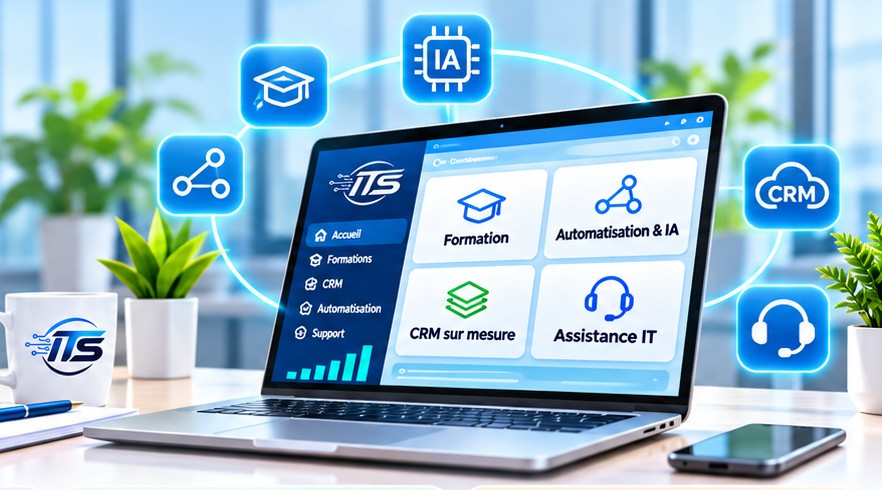 IA
CRM
ITS
Accueil
Formations
CRM
Automatisation
Support
Formation
Automatisation & IA
CRM sur mesure
Assistance IT
ITS